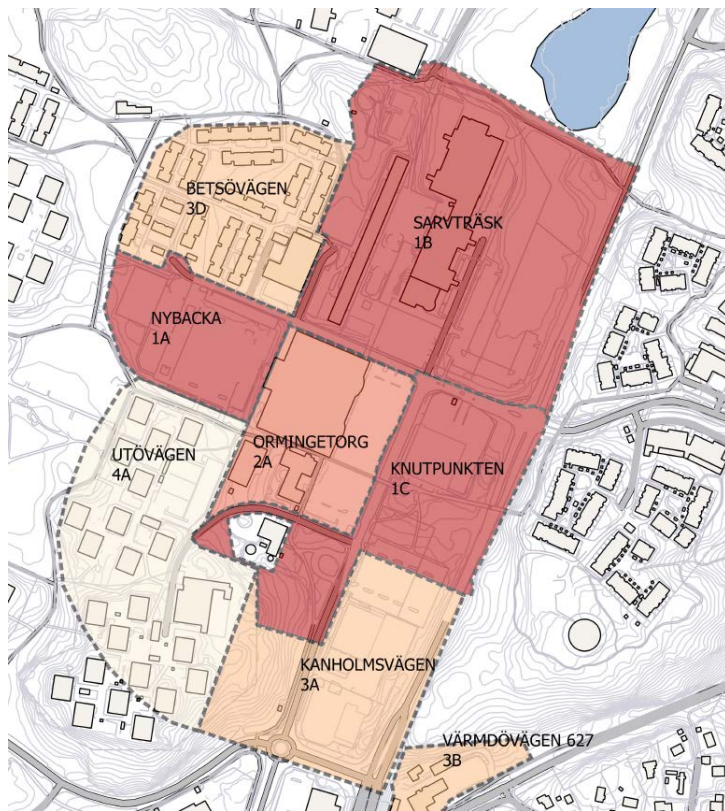 BETSÖVÄGEN
3D
SARVTRÄSK
1B
NYBACKA
1A
ORMINGETORG
2A
UTÖVÄGEN
4A
KNUTPUNKTEN
1C
KANHOLMSVÄGEN
3A
VÄRMDÖVÄGEN 627
3B